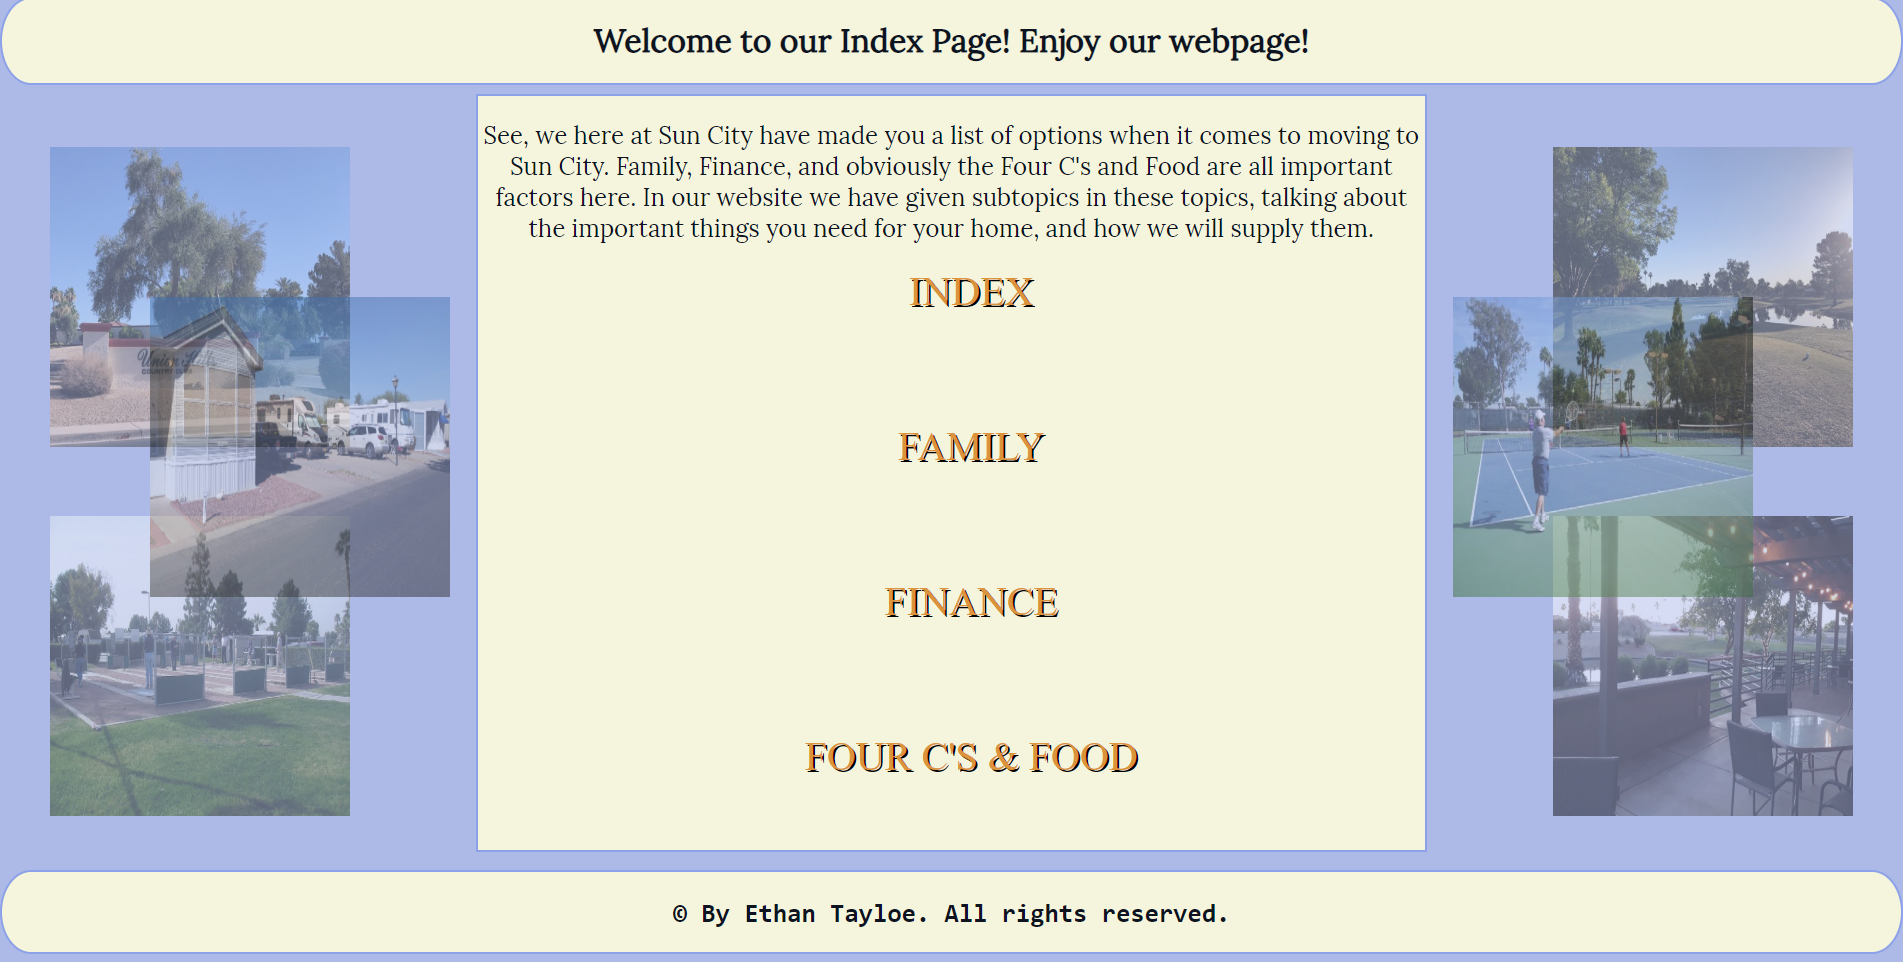 Welcome to our Index Page! Enjoy our webpage!
See, we here at Sun City have made you a list of options when it comes to moving to
Sun City. Family, Finance, and obviously the Four C's and Food are all important
factors here. In our website we have given subtopics in these topics, talking about
the important things you need for your home, and how we will supply them.
INDEX
Union Hills
COUNTRY CLUB
FAMILY
FINANCE
FOUR C'S & FOOD
© By Ethan Tayloe. All rights reserved.